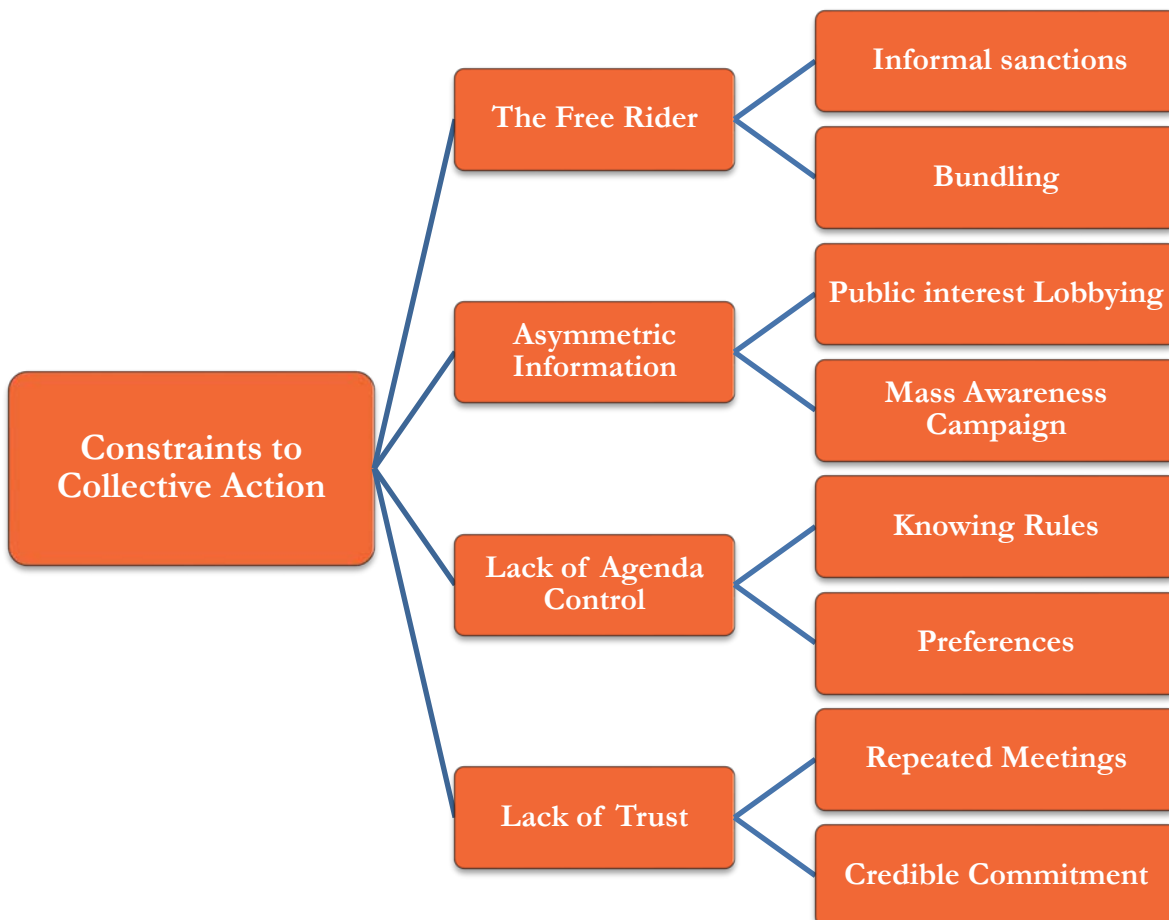 Constraints to
Collective Action
The Free Rider
Informal sanctions
Bundling
Asymmetric
Information
Public interest Lobbying
Mass Awareness
Campaign
Lack of Agenda
Control
Knowing Rules
Preferences
Lack of Trust
Repeated Meetings
Credible Commitment